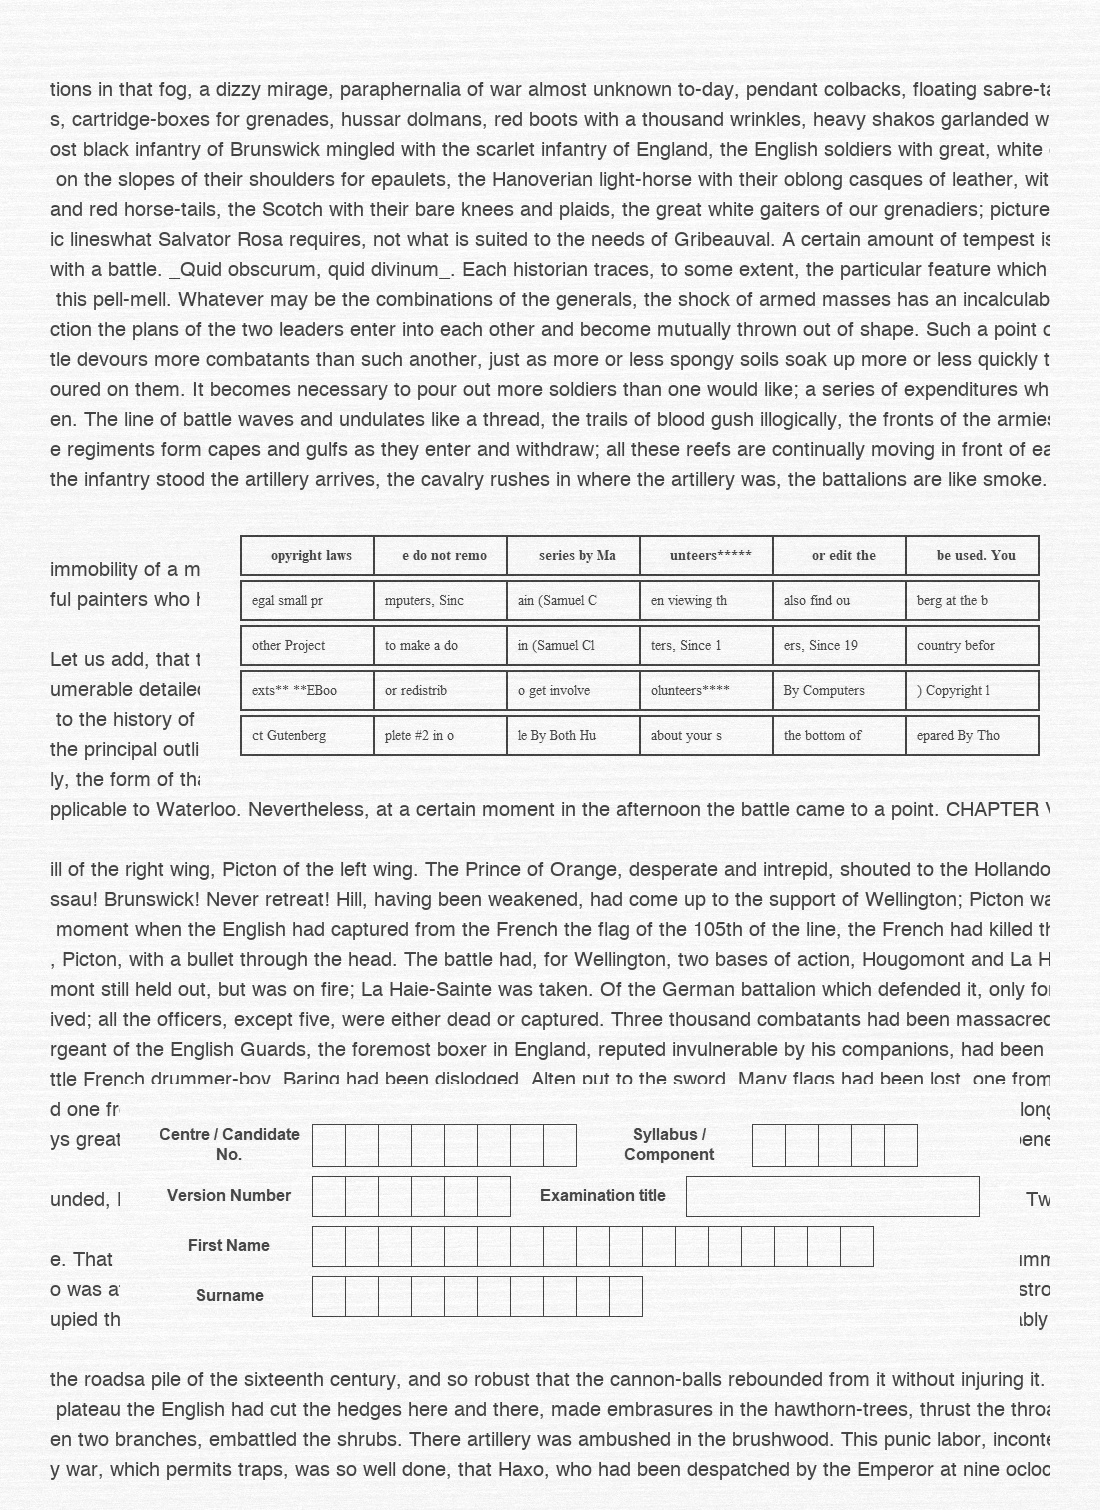 tions in that fog, a dizzy mirage, paraphernalia of war almost unknown to-day, pendant colbacks, floating sabre-ta
s, cartridge-boxes for grenades, hussar dolmans, red boots with a thousand wrinkles, heavy shakos garlanded w
ost black infantry of Brunswick mingled with the scarlet infantry of England, the English soldiers with great, white
on the slopes of their shoulders for epaulets, the Hanoverian light-horse with their oblong casques of leather, wit
and red horse-tails, the Scotch with their bare knees and plaids, the great white gaiters of our grenadiers; picture
ic lineswhat Salvator Rosa requires, not what is suited to the needs of Gribeauval. A certain amount of tempest is
with a battle. _Quid obscurum, quid divinum_. Each historian traces, to some extent, the particular feature which
this pell-mell. Whatever may be the combinations of the generals, the shock of armed masses has an incalculab
ction the plans of the two leaders enter into each other and become mutually thrown out of shape. Such a point o
tle devours more combatants than such another, just as more or less spongy soils soak up more or less quickly t
oured on them. It becomes necessary to pour out more soldiers than one would like; a series of expenditures wh
en. The line of battle waves and undulates like a thread, the trails of blood gush illogically, the fronts of the armies
e regiments form capes and gulfs as they enter and withdraw; all these reefs are continually moving in front of ea
the infantry stood the artillery arrives, the cavalry rushes in where the artillery was, the battalions are like smoke.
opyright laws e do not remo series by Ma unteers***** or edit the be used. You
egal small pr mputers, Sinc ain (Samuel C en viewing th also find ou berg at the b
other Project to make a do in (Samuel Cl ters, Since 1 ers, Since 19 country befor
exts** **EBoo or redistrib o get involve olunteers**** By Computers ) Copyright 1
ct Gutenberg plete #2 in o le By Both Hu about your s the bottom of epared By Tho
immobility of a m
ful painters who h
Let us add, that t
umerable detailed
to the history of
the principal outli
ly, the form of tha
pplicable to Waterloo. Nevertheless, at a certain moment in the afternoon the battle came to a point. CHAPTER V
ill of the right wing, Picton of the left wing. The Prince of Orange, desperate and intrepid, shouted to the Hollando
ssau! Brunswick! Never retreat! Hill, having been weakened, had come up to the support of Wellington; Picton wa
moment when the English had captured from the French the flag of the 105th of the line, the French had killed th
, Picton, with a bullet through the head. The battle had, for Wellington, two bases of action, Hougomont and La H
mont still held out, but was on fire; La Haie-Sainte was taken. Of the German battalion which defended it, only for
ived; all the officers, except five, were either dead or captured. Three thousand combatants had been massacred
rgeant of the English Guards, the foremost boxer in England, reputed invulnerable by his companions, had been
ttle French drummer-boy. Baring had been dislodged, Alten put to the sword. Many flags had been lost, one from
d one fr long
ys great pene
unded, Tw
e. That umm
o was a stro
upied th ably
Centre / Candidate No.
Syllabus / Component
Version Number
Examination title
First Name
Surname
the roadsa pile of the sixteenth century, and so robust that the cannon-balls rebounded from it without injuring it.
plateau the English had cut the hedges here and there, made embrasures in the hawthorn-trees, thrust the throa
en two branches, embattled the shrubs. There artillery was ambushed in the brushwood. This punic labor, inconte
y war, which permits traps, was so well done, that Haxo, who had been despatched by the Emperor at nine ocloc